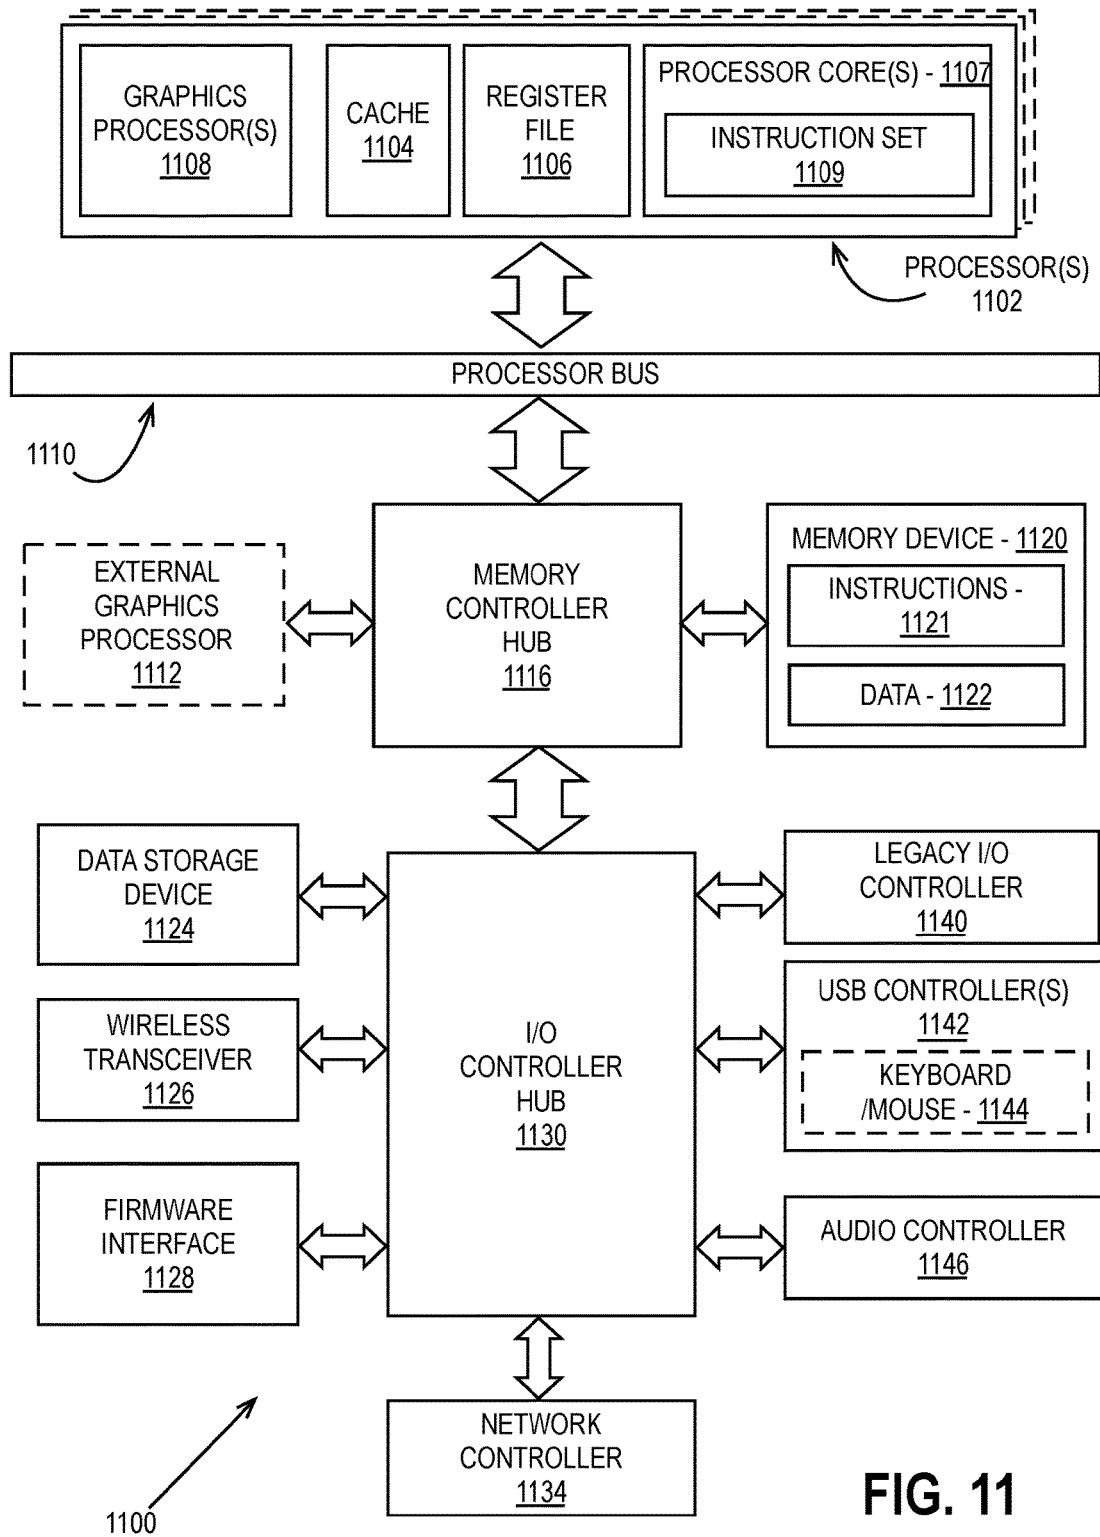 GRAPHICS
PROCESSOR(S)
1108
CACHE
1104
REGISTER
FILE
1106
PROCESSOR CORE(S) - 1107
INSTRUCTION SET
1109
PROCESSOR(S)
1102
PROCESSOR BUS
1110
EXTERNAL
GRAPHICS
PROCESSOR
1112
MEMORY
CONTROLLER
HUB
1116
MEMORY DEVICE - 1120
INSTRUCTIONS -
1121
DATA - 1122
DATA STORAGE
DEVICE
1124
WIRELESS
TRANSCEIVER
1126
FIRMWARE
INTERFACE
1128
I/O
CONTROLLER
HUB
1130
LEGACY I/O
CONTROLLER
1140
USB CONTROLLER(S)
1142
KEYBOARD
/MOUSE - 1144
AUDIO CONTROLLER
1146
NETWORK
CONTROLLER
1134
1100
FIG. 11